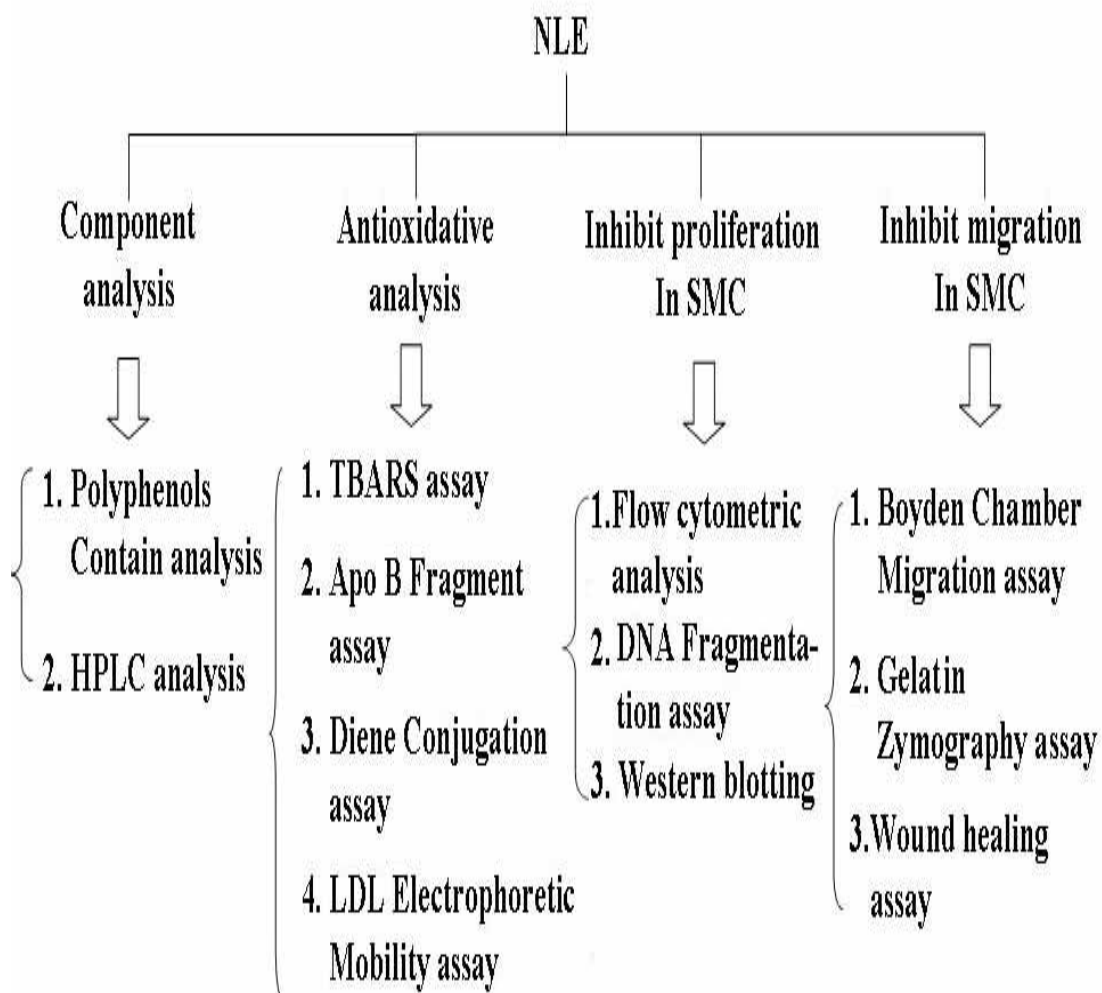 NLE
Component
analysis
Antioxidative
analysis
Inhibit proliferation
In SMC
Inhibit migration
In SMC
1. Polyphenols
Contain analysis
2. HPLC analysis
1. TBARS assay
2. Apo B Fragment
assay
3. Diene Conjugation
assay
4. LDL Electrophoretic
Mobility assay
1.Flow cytometric
analysis
2. DNA Fragmenta-
tion assay
3. Western blotting
1. Boyden Chamber
Migration assay
2. Gelatin
Zymography assay
3.Wound healing
assay